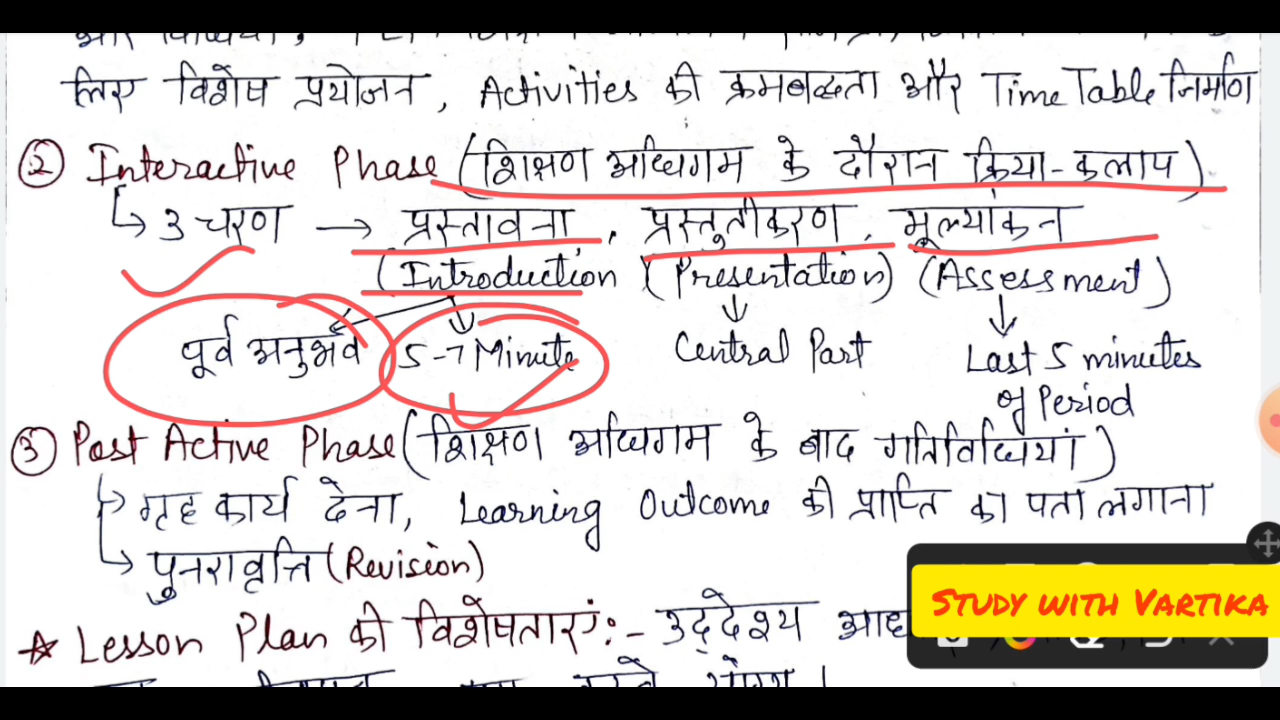 लिए विशेष प्रयोजन, Activities की क्रमबद्धता और Time Table निर्माण
② Interactive Phase (शिक्षण अधिगम के दौरान क्रिया-कलाप)
↳ 3 चरण → प्रस्तावना, प्रस्तुतीकरण, मूल्यांकन
(Introduction (Presentation) (Assessment)
पूर्व अनुभव 5-7 Minute Central Part Last 5 minutes
of Period
③ Post Active Phase (शिक्षण अधिगम के बाद गतिविधियां)
↳ गृह कार्य देना, Learning Outcome की प्राप्ति का पता लगाना
↳ पुनरावृत्ति (Revision)
STUDY WITH VARTIKA
★ Lesson Plan की विशेषताएं:- उद्देश्य